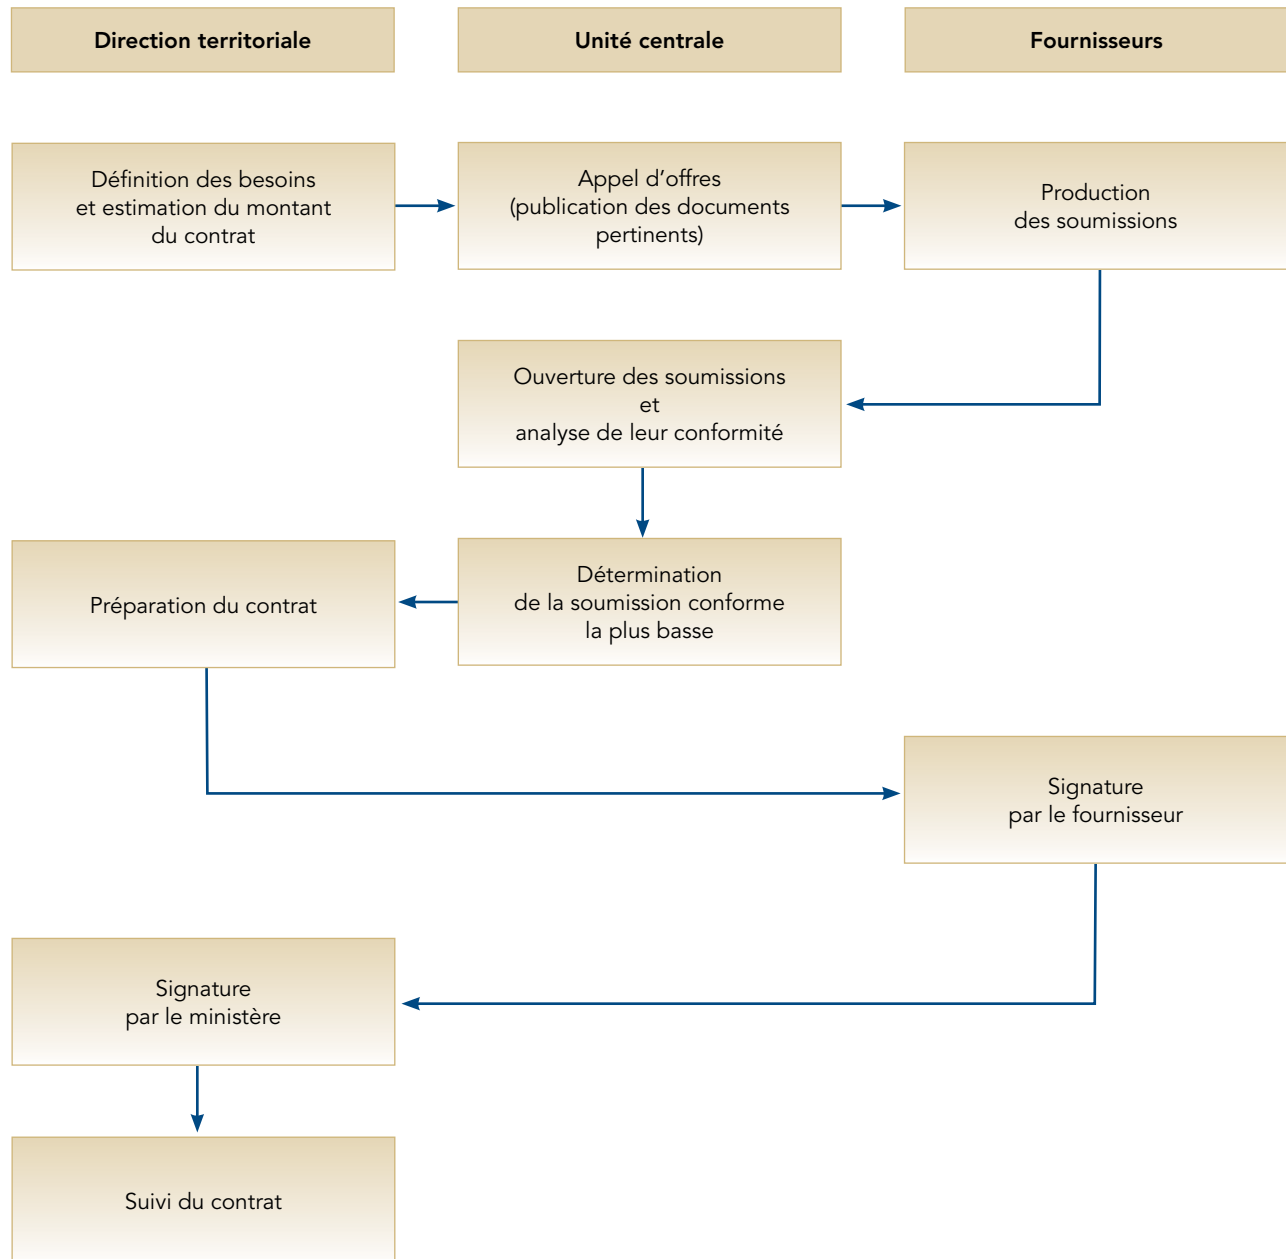 Direction territoriale
Unité centrale
Fournisseurs
Définition des besoins
et estimation du montant
du contrat
Appel d’offres
(publication des documents
pertinents)
Production
des soumissions
Ouverture des soumissions
et
analyse de leur conformité
Préparation du contrat
Détermination
de la soumission conforme
la plus basse
Signature
par le fournisseur
Signature
par le ministère
Suivi du contrat